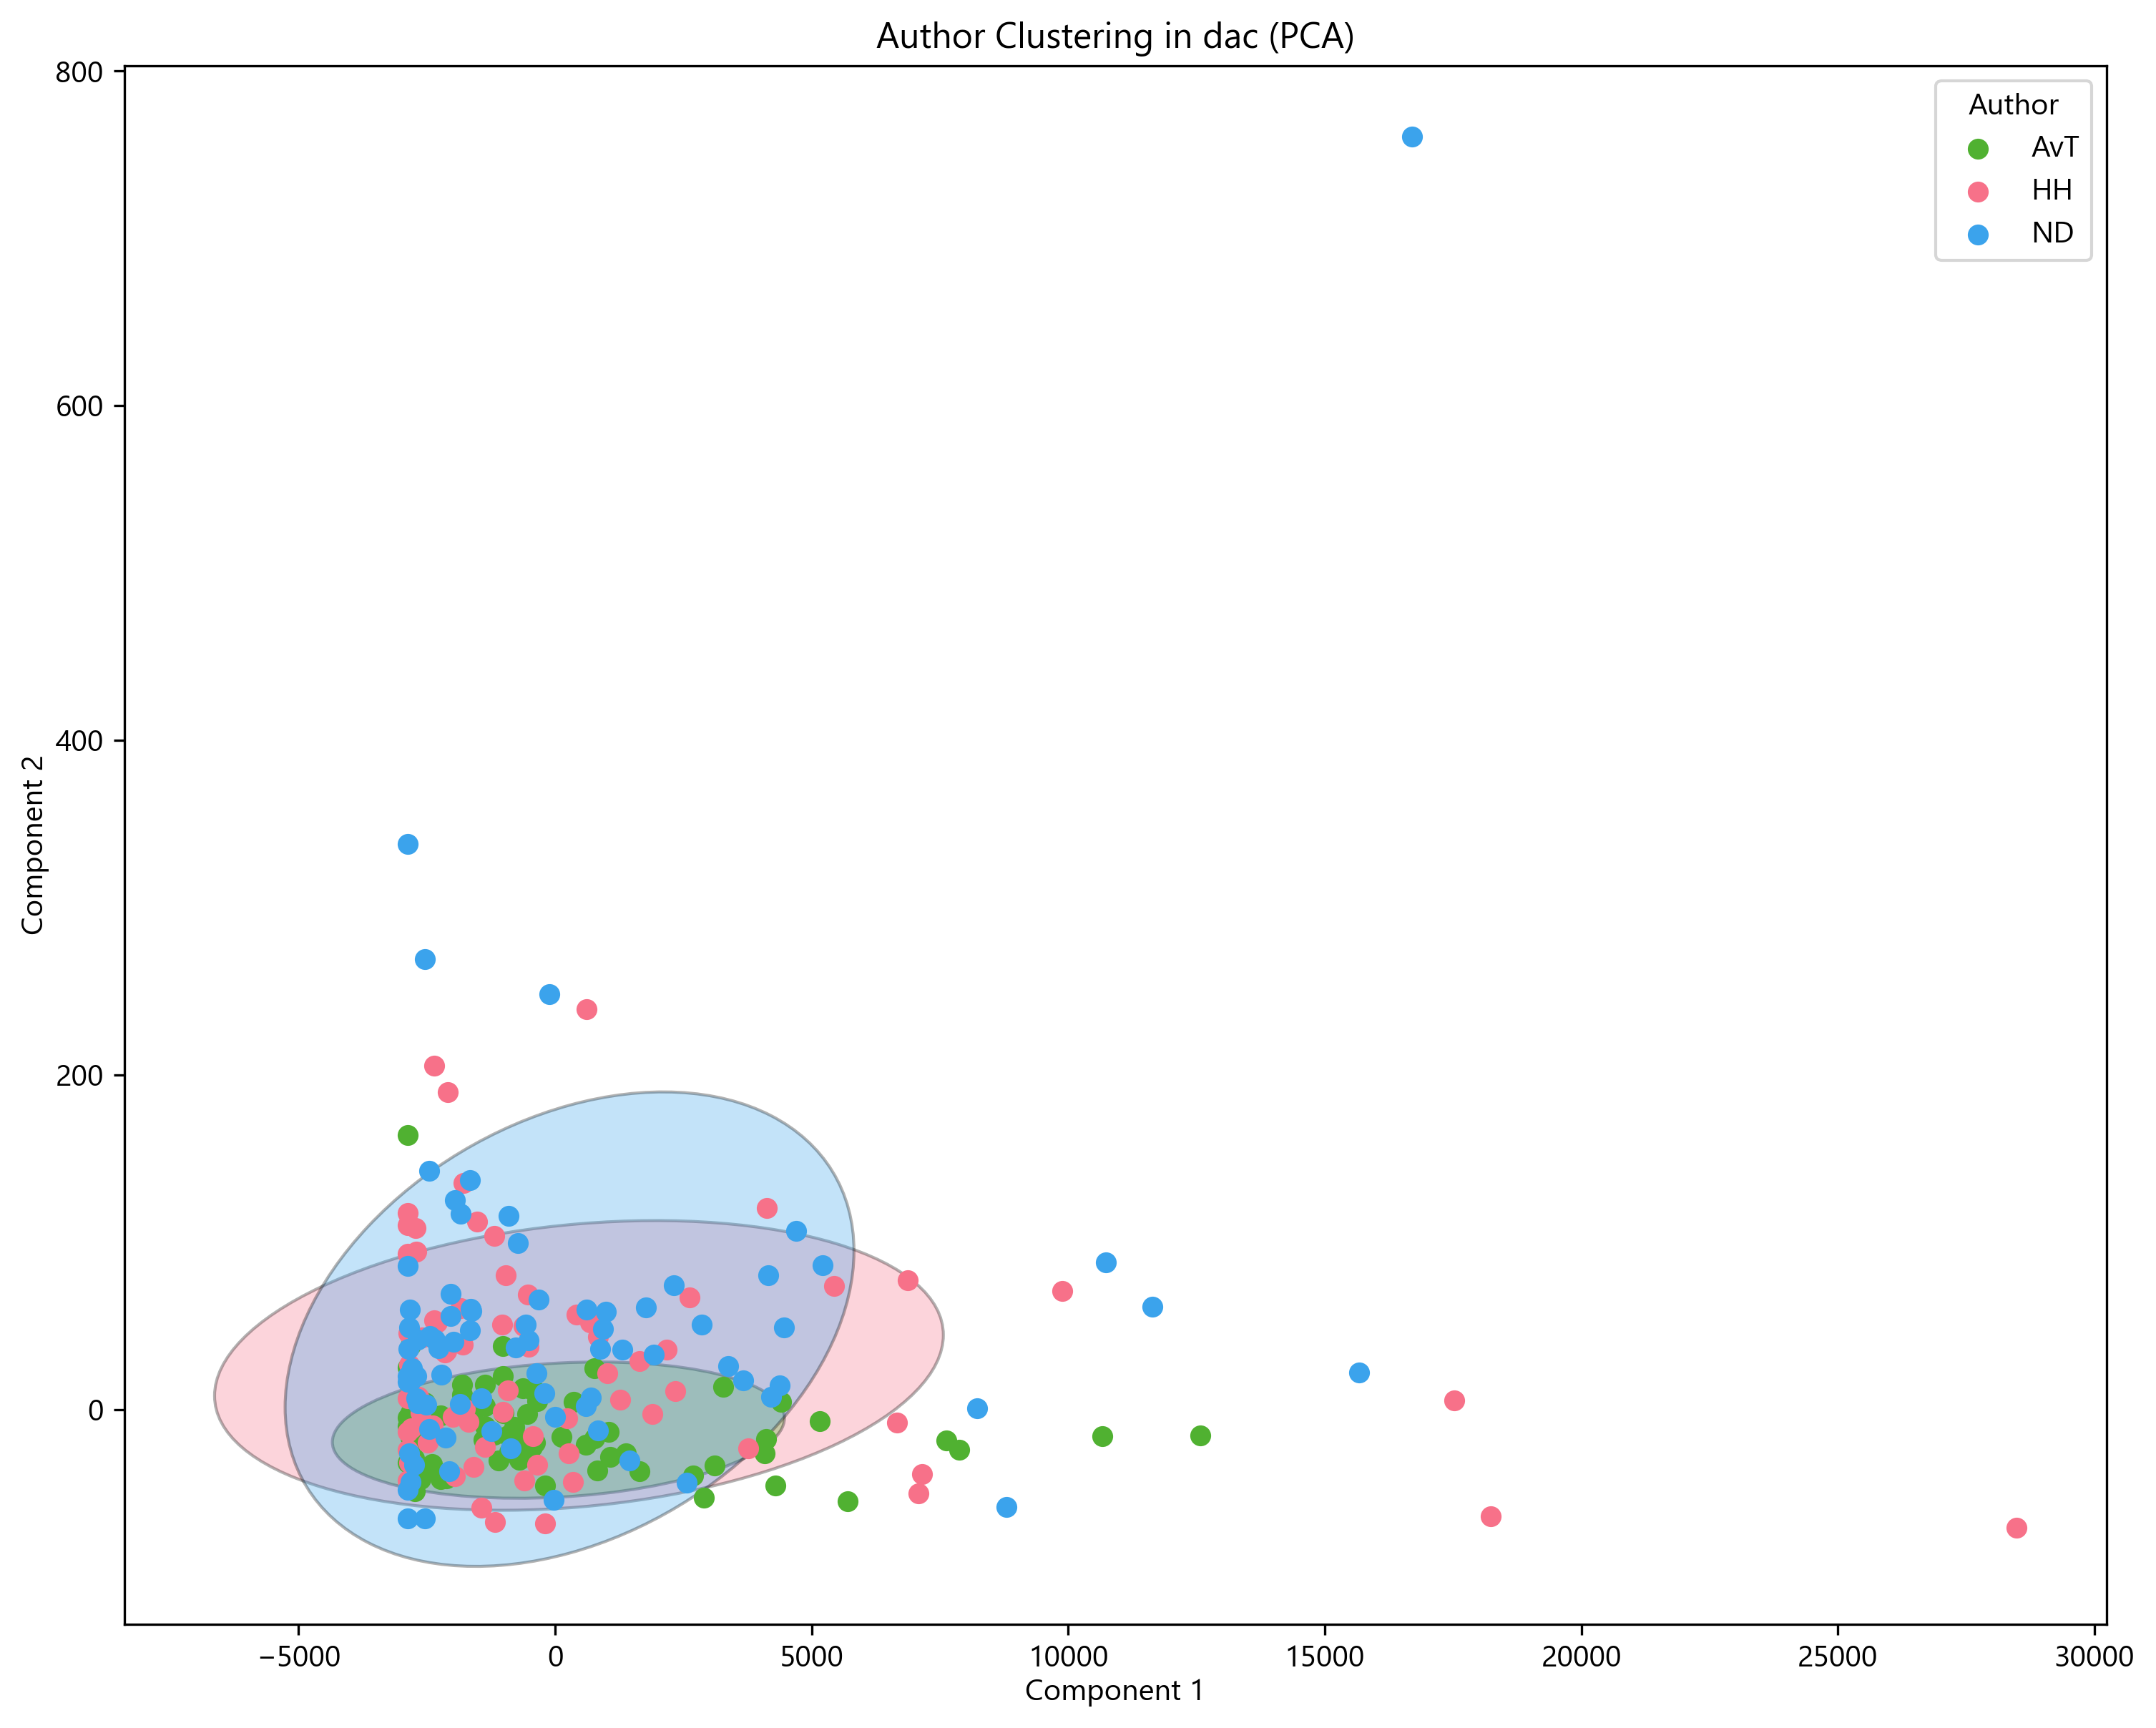 Author Clustering in dac (PCA)
Author
AvT
HH
ND
Component 2
800
600
400
200
0
−5000 0 5000 10000 15000 20000 25000 30000
Component 1